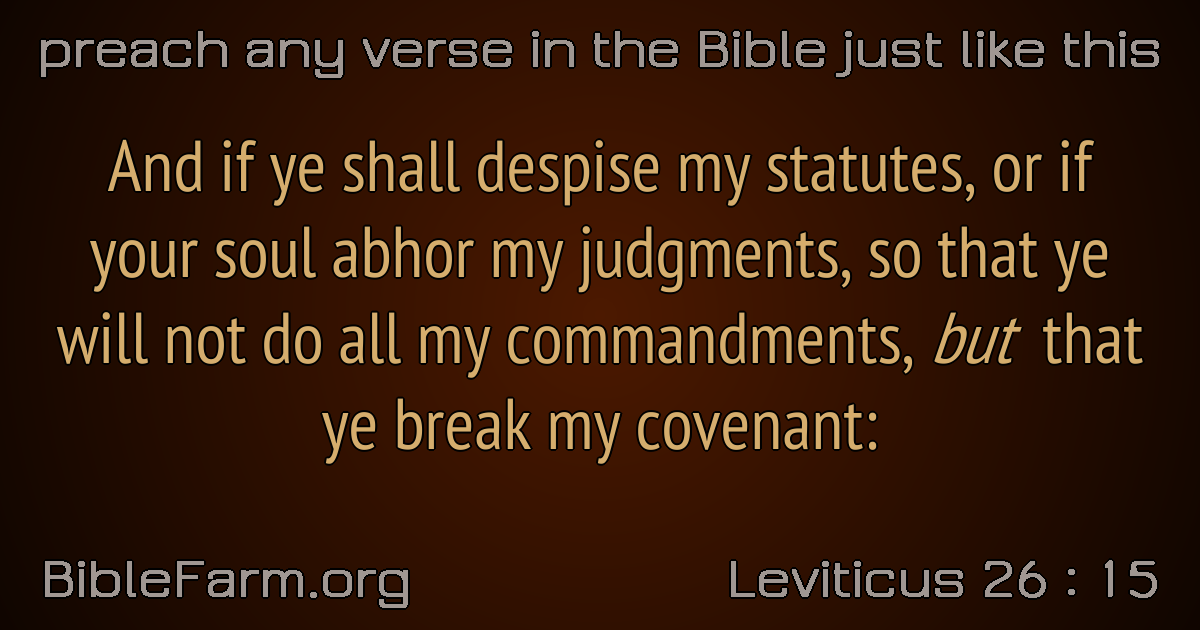 preach any verse in the Bible just like this
And if ye shall despise my statutes, or if
your soul abhor my judgments, so that ye
will not do all my commandments, but that
ye break my covenant:
BibleFarm.org
Leviticus 26 : 15